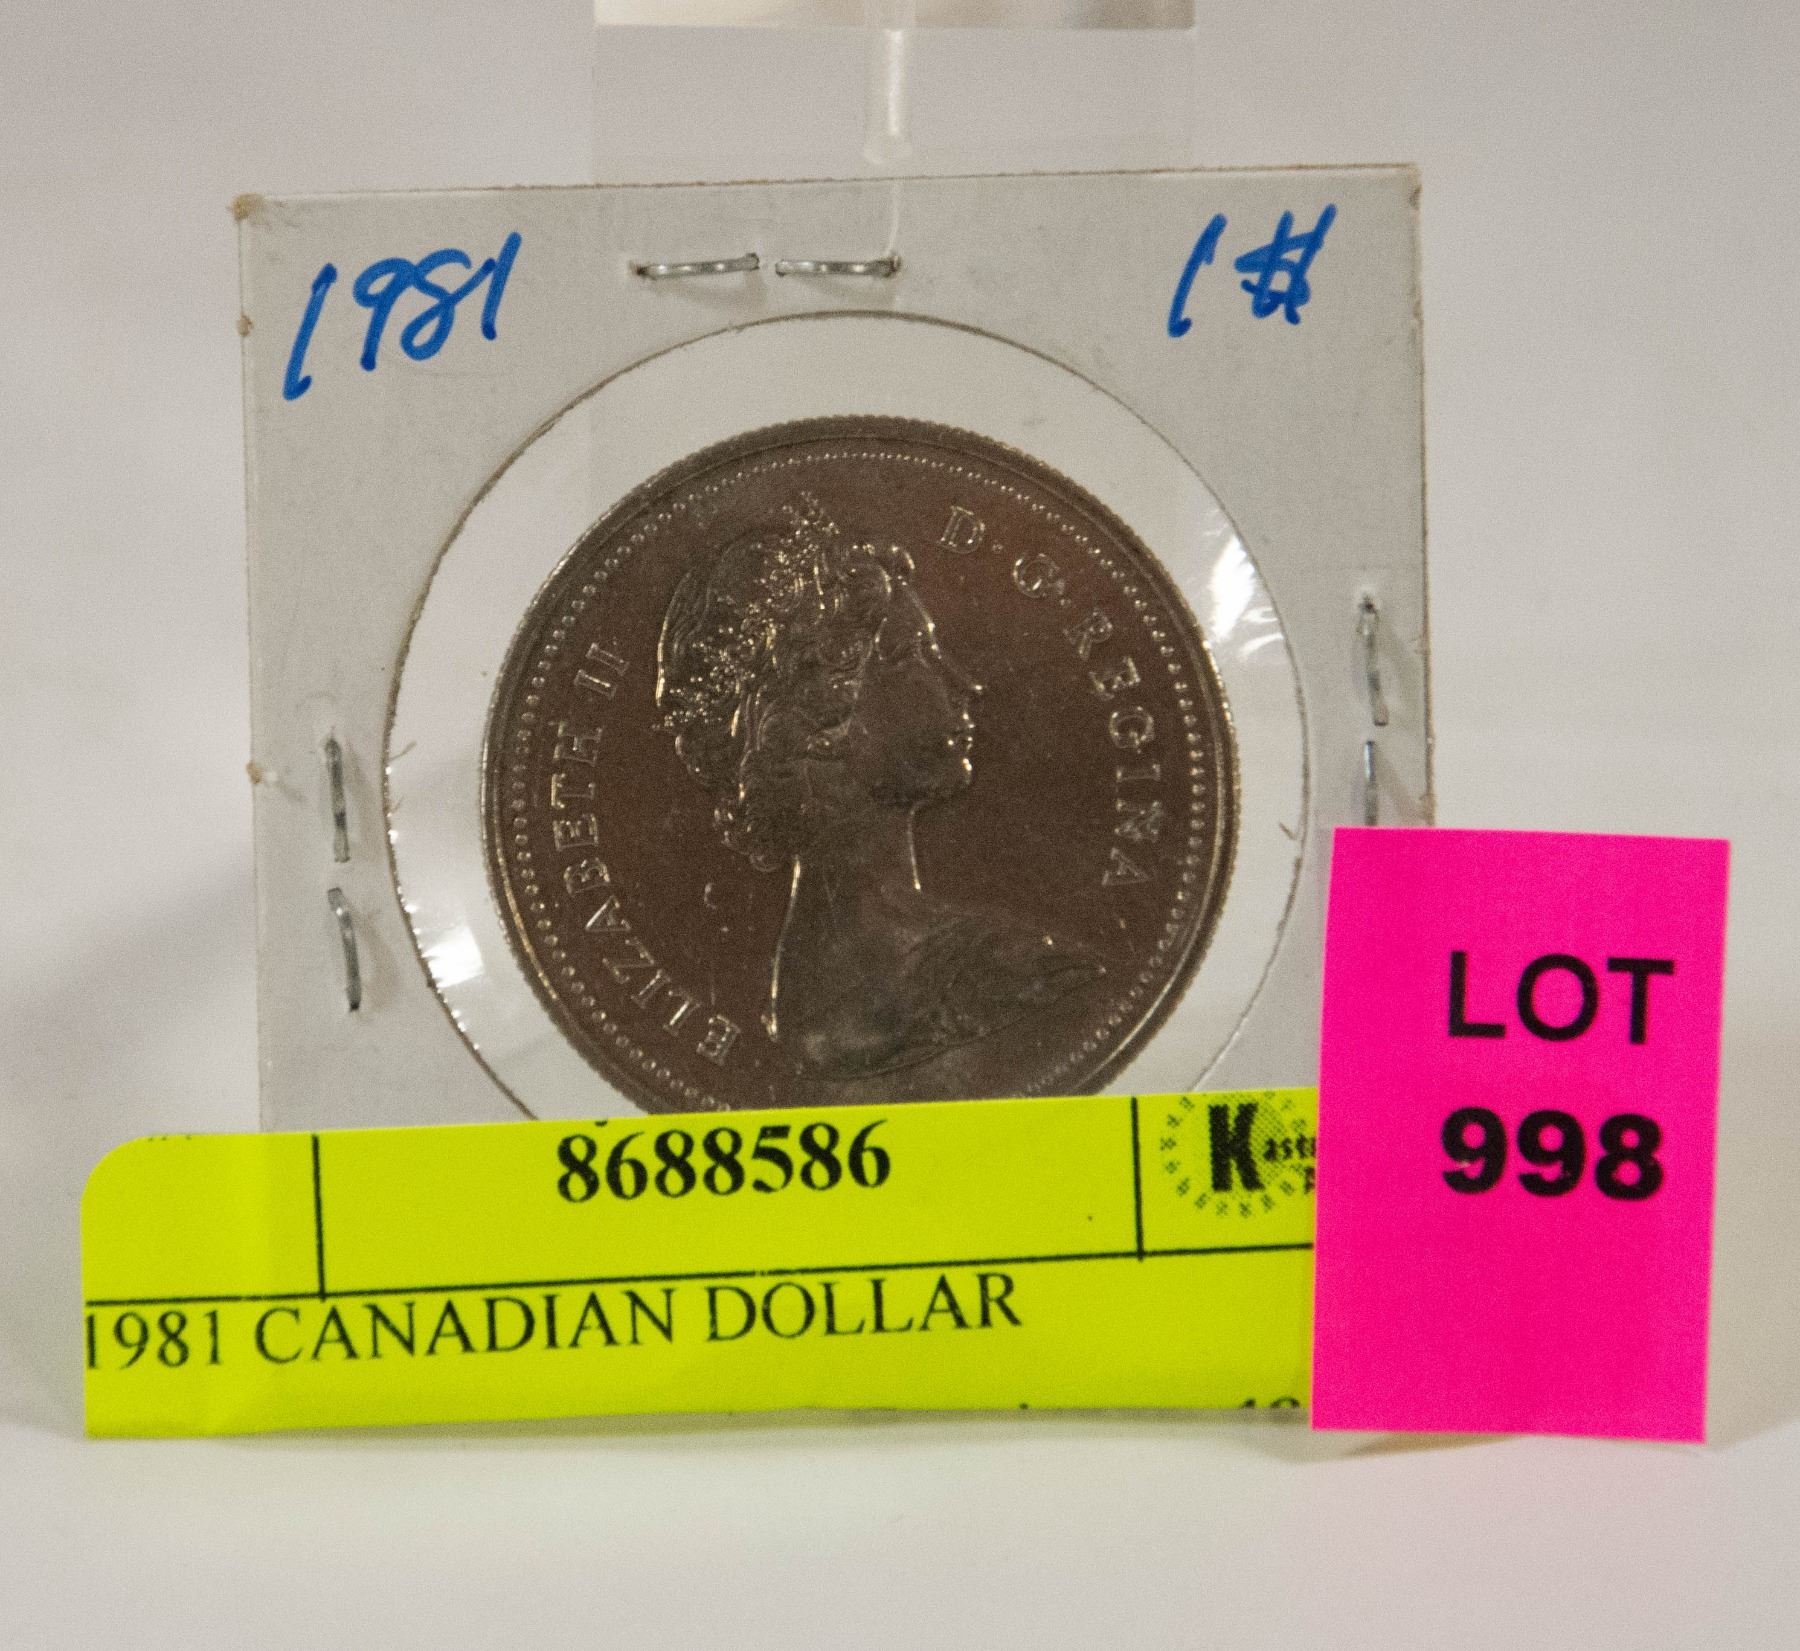 1981
1$
ELIZABETH II D·G·REGINA
8688586
K
1981 CANADIAN DOLLAR
LOT
998